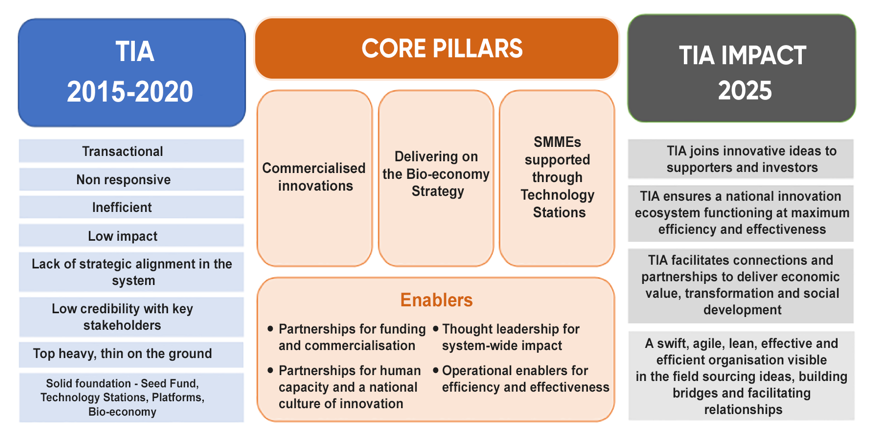 TIA
2015-2020
Transactional
Non responsive
Inefficient
Low impact
Lack of strategic alignment in the
system
Low credibility with key
stakeholders
Top heavy, thin on the ground
Solid foundation - Seed Fund,
Technology Stations, Platforms,
Bio-economy
CORE PILLARS
Commercialised
innovations
Delivering on
the Bio-economy
Strategy
SMMEs
supported
through
Technology
Stations
Enablers
• Partnerships for funding
and commercialisation
• Partnerships for human
capacity and a national
culture of innovation
• Thought leadership for
system-wide impact
• Operational enablers for
efficiency and effectiveness
TIA IMPACT
2025
TIA joins innovative ideas to
supporters and investors
TIA ensures a national innovation
ecosystem functioning at maximum
efficiency and effectiveness
TIA facilitates connections and
partnerships to deliver economic
value, transformation and social
development
A swift, agile, lean, effective and
efficient organisation visible
in the field sourcing ideas, building
bridges and facilitating
relationships